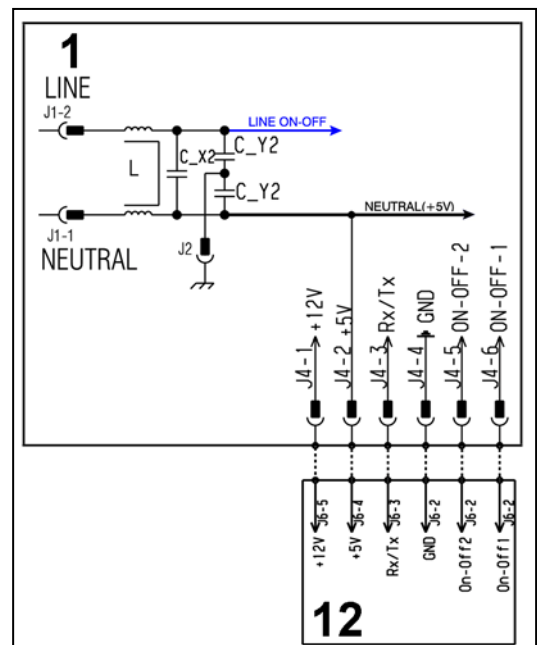 1
LINE
J1-2
LINE ON-OFF
L
C_X2
C_Y2
C_Y2
NEUTRAL(+5V)
J1-1
NEUTRAL
J2
J4-1 +12V
J4-2 +5V
J4-3 Rx/Tx
J4-4 GND
J4-5 ON-OFF-2
J4-6 ON-OFF-1
+12V J6-5
+5V J6-4
Rx/Tx J6-3
GND J6-2
On-Off2 J6-2
On-Off1 J6-2
12